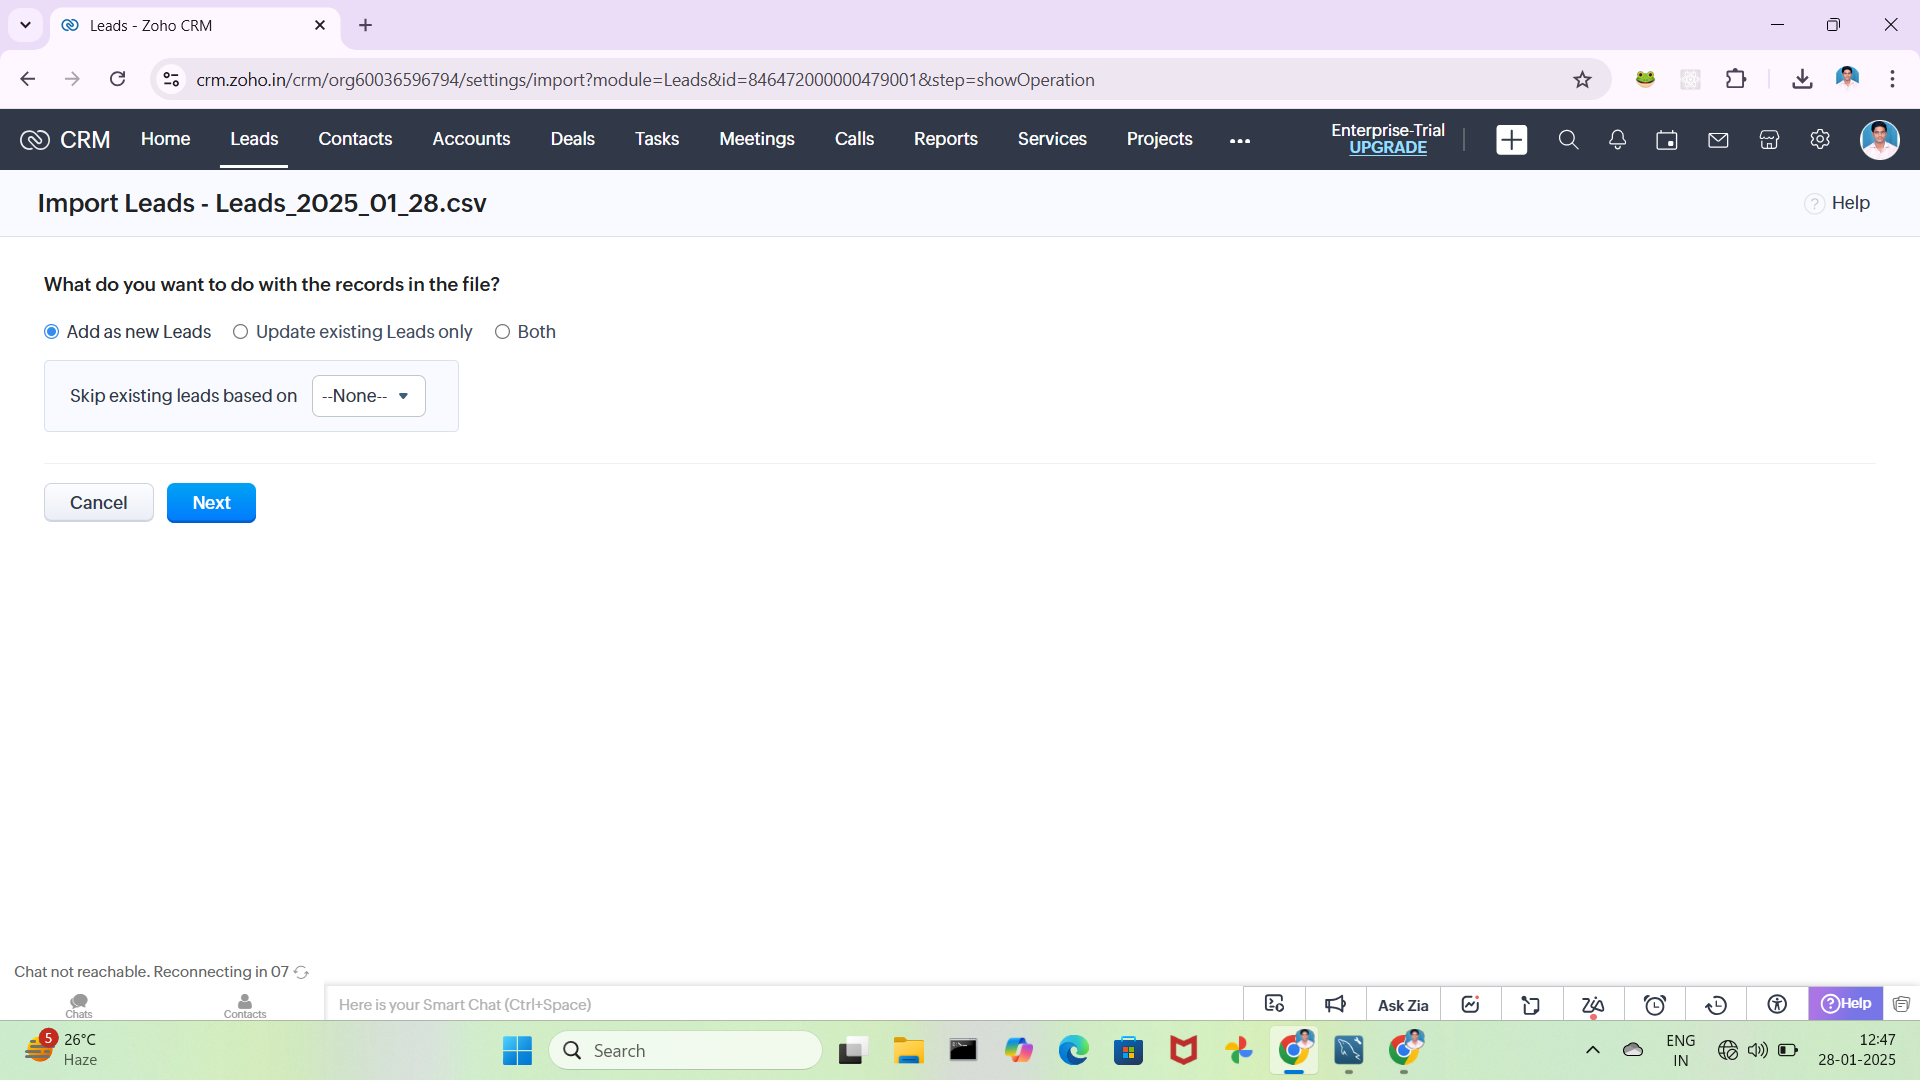 Leads - Zoho CRM
crm.zoho.in/crm/org60036596794/settings/import?module=Leads&id=846472000000479001&step=showOperation
CRM Home Leads Contacts Accounts Deals Tasks Meetings Calls Reports Services Projects ... Enterprise-Trial
UPGRADE
Import Leads - Leads_2025_01_28.csv
? Help
What do you want to do with the records in the file?
Add as new Leads Update existing Leads only Both
Skip existing leads based on --None--
Cancel Next
Chat not reachable. Reconnecting in 07
Chats Contacts Here is your Smart Chat (Ctrl+Space) Ask Zia ? Help
5 26°C
Haze
Search
ENG
IN
12:47
28-01-2025